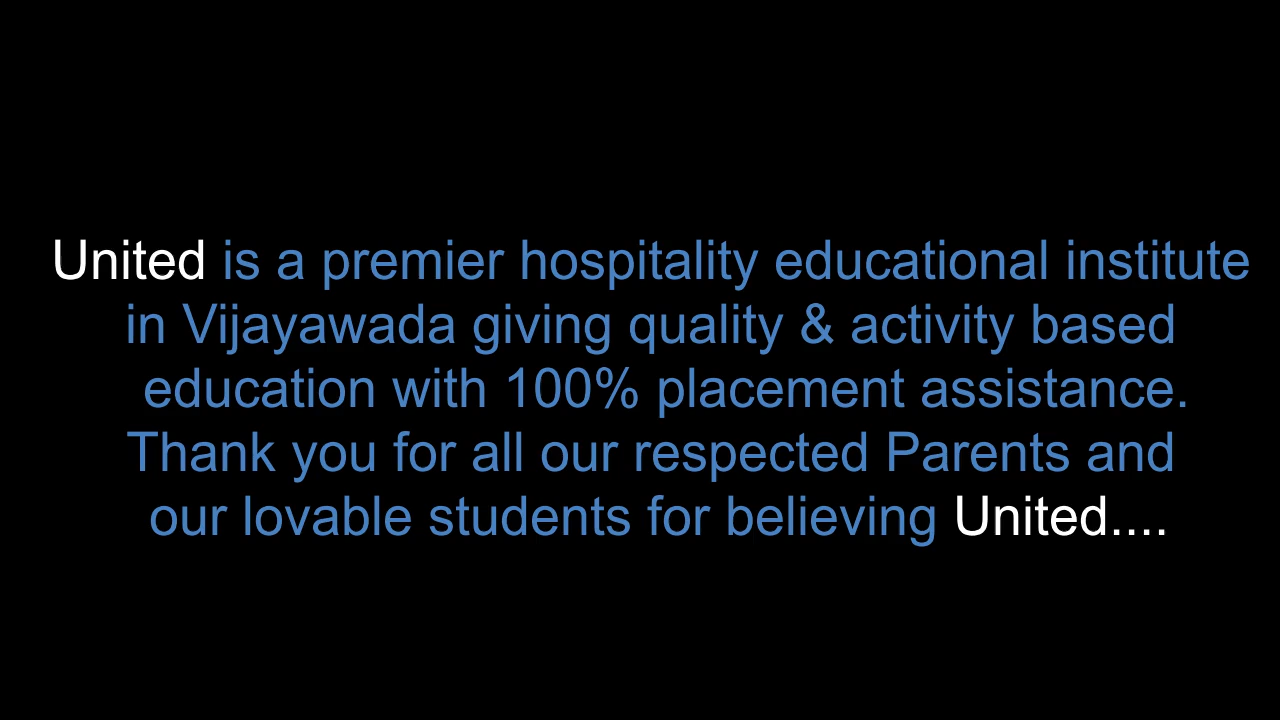 United is a premier hospitality educational institute
in Vijayawada giving quality & activity based
education with 100% placement assistance.
Thank you for all our respected Parents and
our lovable students for believing United....